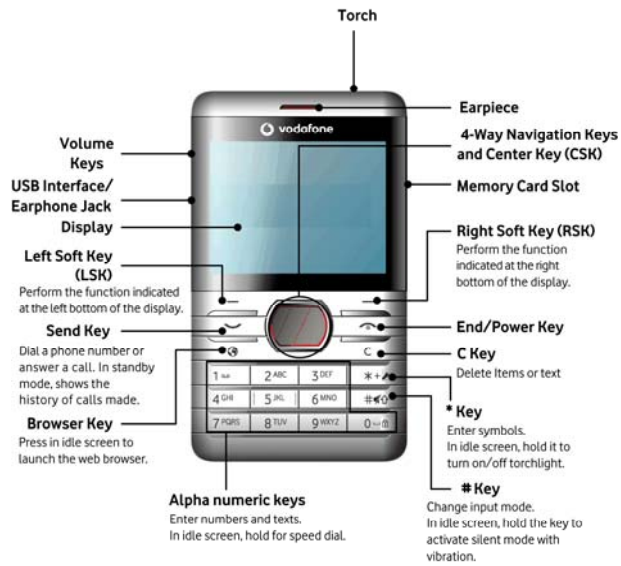 Torch
Earpiece
4-Way Navigation Keys
and Center Key (CSK)
Memory Card Slot
Right Soft Key (RSK)
Perform the function
indicated at the right
bottom of the display.
End/Power Key
C Key
Delete Items or text
* Key
Enter symbols.
In idle screen, hold it to
turn on/off torchlight.
# Key
Change input mode.
In idle screen, hold the key to
activate silent mode with
vibration.
Volume
Keys
USB Interface/
Earphone Jack
Display
Left Soft Key
(LSK)
Perform the function indicated
at the left bottom of the display.
Send Key
Dial a phone number or
answer a call. In standby
mode, shows the
history of calls made.
Browser Key
Press in idle screen to
launch the web browser.
Alpha numeric keys
Enter numbers and texts.
In idle screen, hold for speed dial.
vodafone
C
1 2 ABC 3 DEF * +
4 GHI 5 JKL 6 MNO #
7 PQRS 8 TUV 9 WXYZ 0